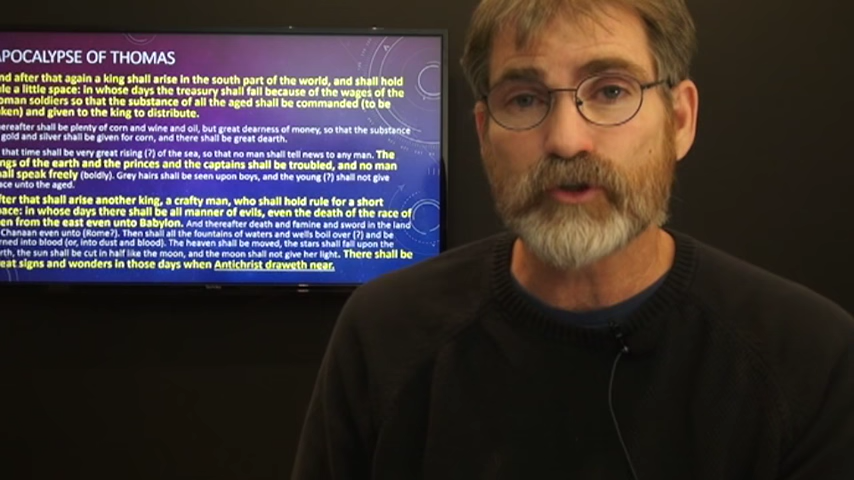 APOCALYPSE OF THOMAS
nd after that again a king shall arise in the south part of the world, and shall hold
le a little space: in whose days the treasury shall fall because of the wages of the
oman soldiers so that the substance of all the aged shall be commanded (to be
ken) and given to the king to distribute.
hereafter shall be plenty of corn and wine and oil, but great dearness of money, so that the substance
gold and silver shall be given for corn, and there shall be great dearth.
that time shall be very great rising (?) of the sea, so that no man shall tell news to any man. The
ngs of the earth and the princes and the captains shall be troubled, and no man
all speak freely (boldly). Grey hairs shall be seen upon boys, and the young (?) shall not give
ace unto the aged.
fter that shall arise another king, a crafty man, who shall hold rule for a short
pace: in whose days there shall be all manner of evils, even the death of the race of
en from the east even unto Babylon. And thereafter death and famine and sword in the land
Chanaan even unto (Rome?). Then shall all the fountains of waters and wells boil over (?) and be
rned into blood (or, into dust and blood). The heaven shall be moved, the stars shall fall upon the
rth, the sun shall be cut in half like the moon, and the moon shall not give her light. There shall be
eat signs and wonders in those days when Antichrist draweth near.